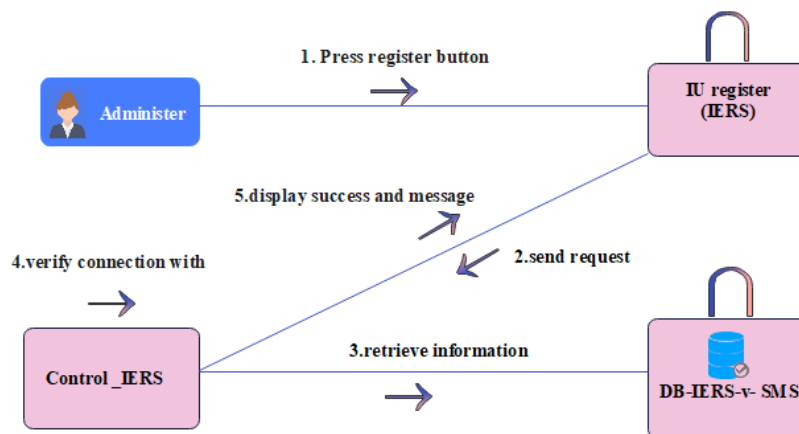 1. Press register button
Administer
IU register
(IERS)
5.display success and message
2.send request
4.verify connection with
3.retrieve information
Control _IERS
DB-IERS-v- SMS